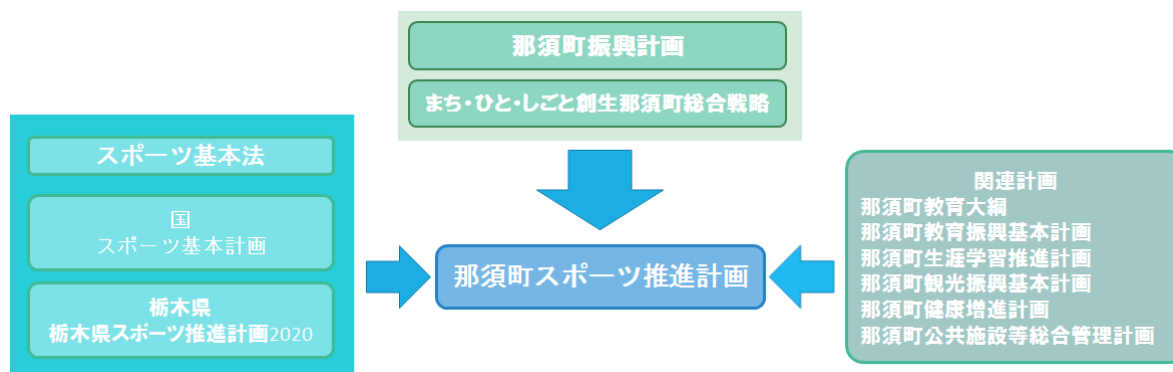 那須町振興計画
まち・ひと・しごと創生那須町総合戦略
スポーツ基本法
国
スポーツ基本計画
栃木県
栃木県スポーツ推進計画2020
那須町スポーツ推進計画
関連計画
那須町教育大綱
那須町教育振興基本計画
那須町生涯学習推進計画
那須町観光振興基本計画
那須町健康増進計画
那須町公共施設等総合管理計画